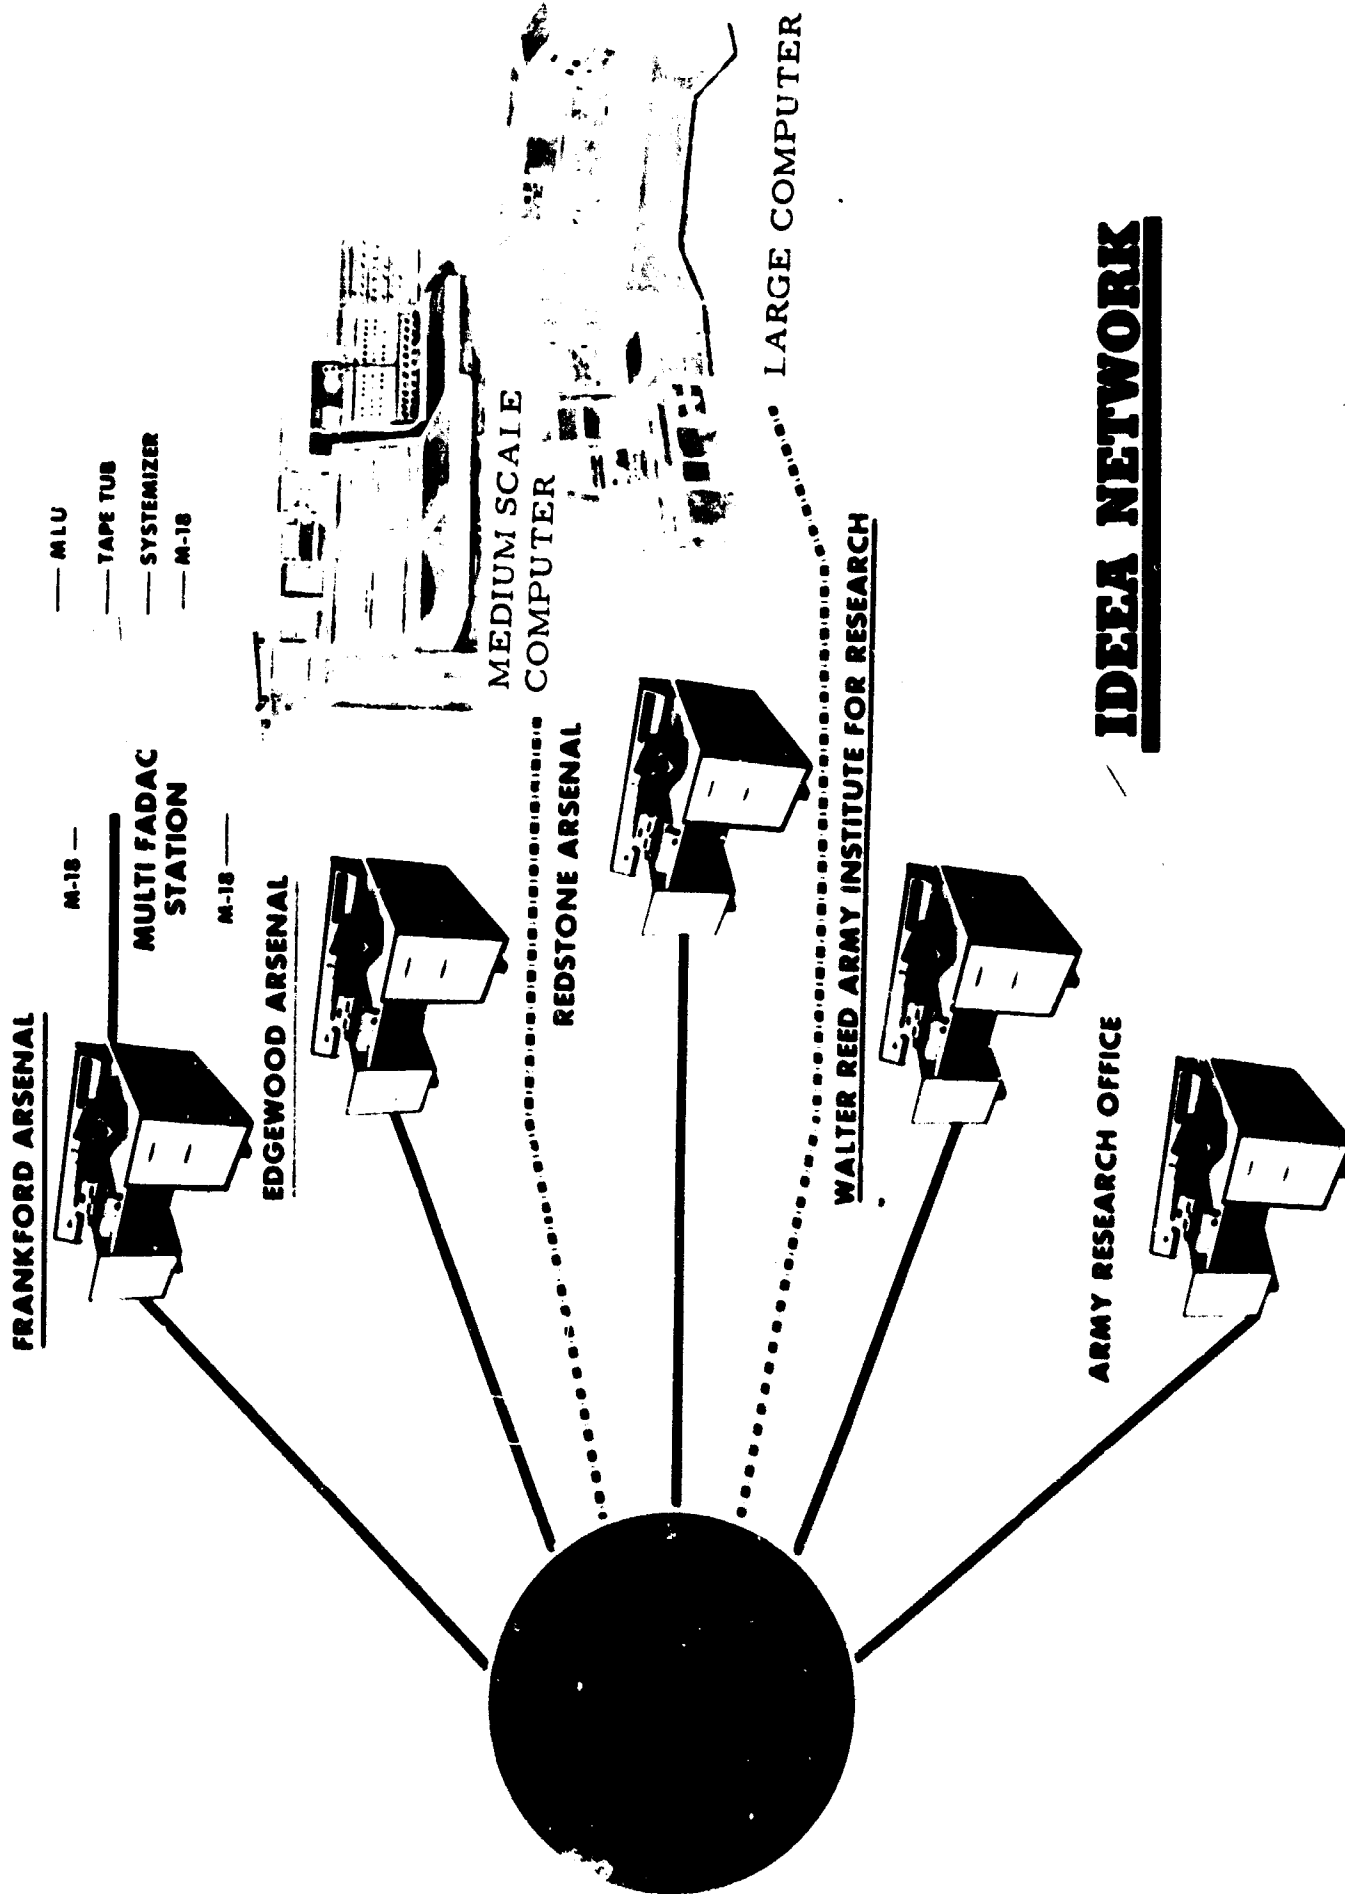 FRANKFORD ARSENAL
M-18
MULTI FADAC
STATION
M-18
MLU
TAPE TUB
SYSTEMIZER
M-18
EDGEWOOD ARSENAL
MEDIUM SCALE
COMPUTER
REDSTONE ARSENAL
LARGE COMPUTER
WALTER REED ARMY INSTITUTE FOR RESEARCH
ARMY RESEARCH OFFICE
IDEEA NETWORK